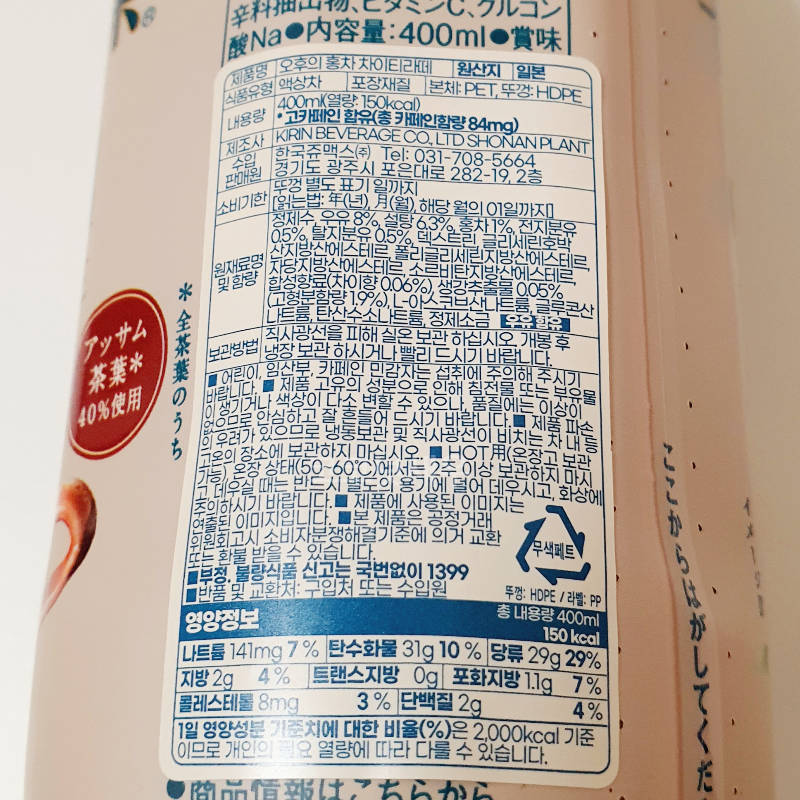 ®
辛料抽出物、ビタミンC、グルコン
酸Na●内容量:400ml●賞味
제품명 오후의 홍차 차이티라떼 원산지 일본
식품유형 액상차 포장재질 본체: PET, 뚜껑: HDPE
내용량 400ml(열량: 150kcal)
• 고카페인 함유(총 카페인함량 84mg)
제조사 KIRIN BEVERAGE CO., LTD SHONAN PLANT
수입 판매원 한국쥬맥스㈜ Tel: 031-708-5664
경기도 광주시 포은대로 282-19, 2층
소비기한 뚜껑 별도 표기 일까지
[읽는법: 年(년), 月(월), 해당 월의 01일까지]
원재료명 및 함량 정제수, 우유 8%, 설탕 6.3%, 홍차 1%, 전지분유
0.5%, 탈지분유 0.5%, 덱스트린, 글리세린호박
산지방산에스테르, 폴리글리세린지방산에스테르,
자당지방산에스테르, 소르비탄지방산에스테르,
합성향료(차이향 0.06%), 생강추출물 0.05%
(고형분함량 1.9%), L-아스코브산나트륨, 글루콘산
나트륨, 탄산수소나트륨, 정제소금 우유 함유
보관방법 직사광선을 피해 실온 보관 하십시오. 개봉 후
냉장 보관 하시거나 빨리 드시기 바랍니다.
■ 어린이, 임산부, 카페인 민감자는 섭취에 주의해 주시기
바랍니다. ■ 제품 고유의 성분으로 인해 침전물 또는 부유물
이 생기거나 색상이 다소 변할 수 있으나, 품질에는 이상이
없으므로 안심하고 잘 흔들어 드시기 바랍니다. ■ 제품 파손
의 우려가 있으므로 냉동보관 및 직사광선이 비치는 차 내 등
고온의 장소에 보관하지 마십시오. ■ HOT用(온장고 보관
가능), 온장 상태(50~60℃)에서는 2주 이상 보관하지 마시
고, 데우실 때는 반드시 별도의 용기에 덜어 데우시고, 화상에
주의 하시기 바랍니다. ■ 제품에 사용된 이미지는
연출된 이미지입니다. ■ 본 제품은 공정거래
위원회고시 소비자분쟁해결기준에 의거 교환
또는 환불 받을 수 있습니다.
■부정, 불량식품 신고는 국번없이 1399
■반품 및 교환처: 구입처 또는 수입원
무색페트
뚜껑: HDPE / 라벨: PP
영양정보 총 내용량 400ml
150 kcal
나트륨 141mg 7% 탄수화물 31g 10% 당류 29g 29%
지방 2g 4% 트랜스지방 0g 포화지방 1.1g 7%
콜레스테롤 8mg 3% 단백질 2g 4%
1일 영양성분 기준치에 대한 비율(%)은 2,000kcal 기준
이므로 개인의 필요 열량에 따라 다를 수 있습니다.
アッサム
茶葉*
40%使用
*全茶葉のうち
ここからはがしてくだ
●商品情報はこちらから